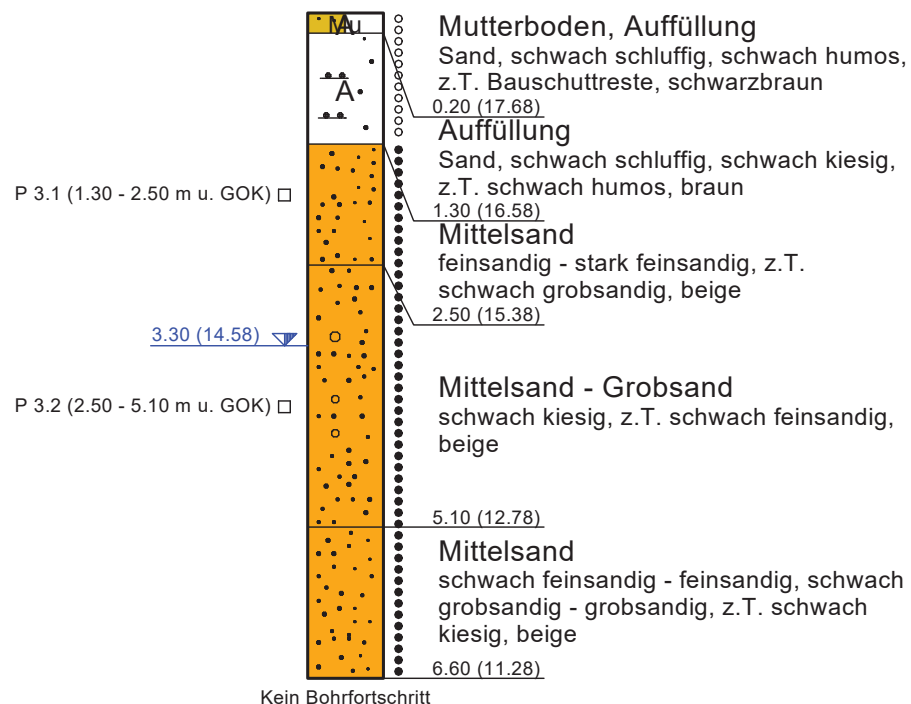 Mu
A
Mutterboden, Auffüllung
Sand, schwach schluffig, schwach humos,
z.T. Bauschuttreste, schwarzbraun
0.20 (17.68)
A
Auffüllung
Sand, schwach schluffig, schwach kiesig,
z.T. schwach humos, braun
P 3.1 (1.30 - 2.50 m u. GOK)
1.30 (16.58)
Mittelsand
feinsandig - stark feinsandig, z.T.
schwach grobsandig, beige
2.50 (15.38)
3.30 (14.58)
Mittelsand - Grobsand
P 3.2 (2.50 - 5.10 m u. GOK)
schwach kiesig, z.T. schwach feinsandig,
beige
5.10 (12.78)
Mittelsand
schwach feinsandig - feinsandig, schwach
grobsandig - grobsandig, z.T. schwach
kiesig, beige
6.60 (11.28)
Kein Bohrfortschritt